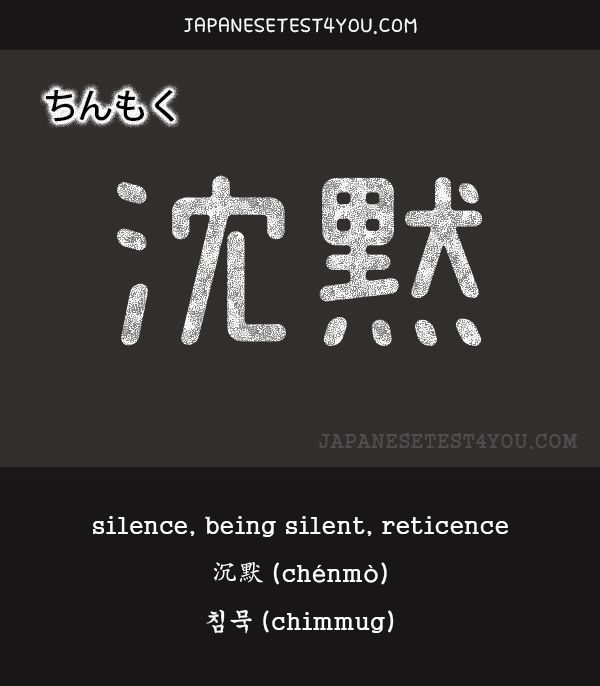 JAPANESETEST4YOU.COM
ちんもく
沈黙
JAPANESETEST4YOU.COM
silence, being silent, reticence
沉默 (chénmò)
침묵 (chimmug)